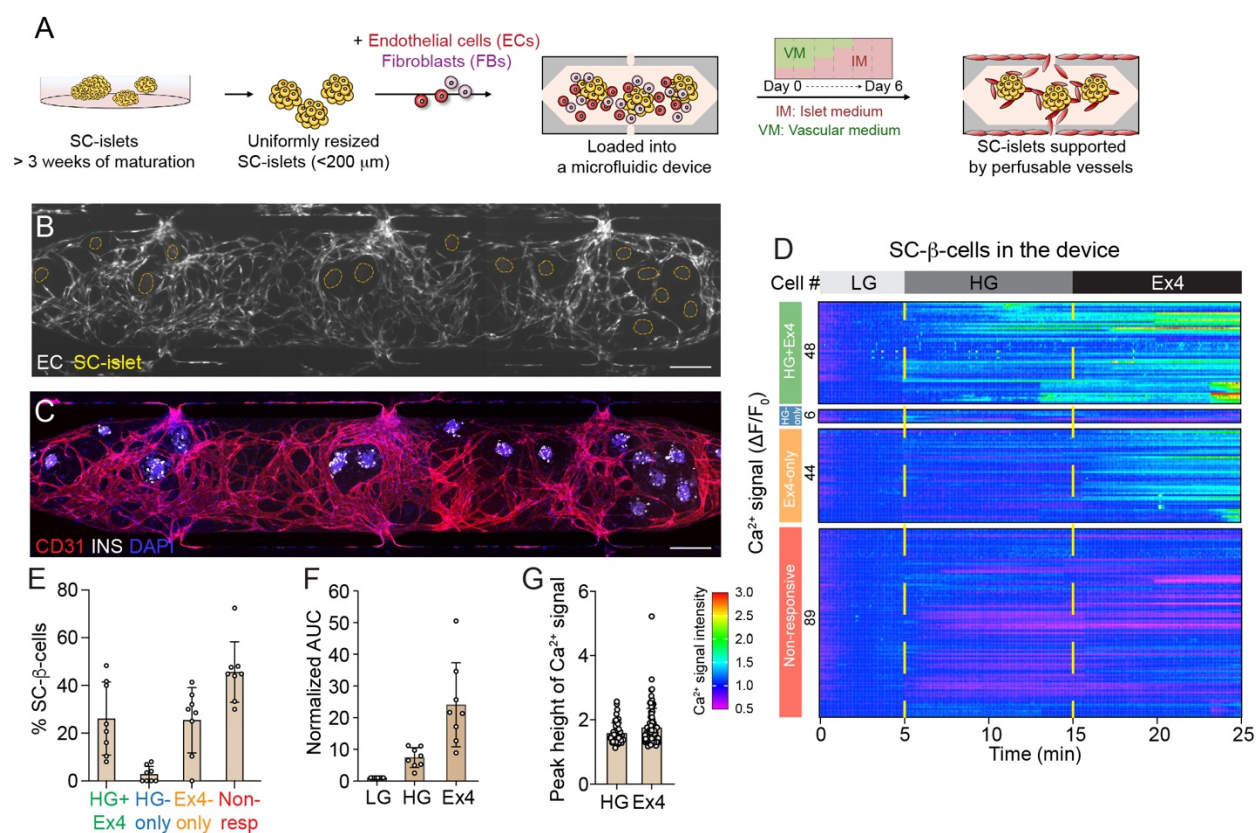 A
SC-islets
> 3 weeks of maturation
Uniformly resized
SC-islets (<200 μm)
+ Endothelial cells (ECs)
Fibroblasts (FBs)
Loaded into
a microfluidic device
VM
IM
Day 0
Day 6
IM: Islet medium
VM: Vascular medium
SC-islets supported
by perfusable vessels
B
EC SC-islet
C
CD31 INS DAPI
D
SC-β-cells in the device
Cell #
LG
HG
Ex4
HG+Ex4
48
HG-
only
6
Ex4-only
44
Non-responsive
89
Ca²⁺ signal (ΔF/F₀)
0
5
10
15
20
25
Time (min)
E
% SC-β-cells
80
60
40
20
0
HG+
Ex4
HG-
only
Ex4-
only
Non-
resp
F
Normalized AUC
60
50
40
30
20
10
0
LG
HG
Ex4
G
Peak height of Ca²⁺ signal
6
4
2
0
HG
Ex4
Ca²⁺ signal intensity
3.0
2.5
2.0
1.5
1.0
0.5